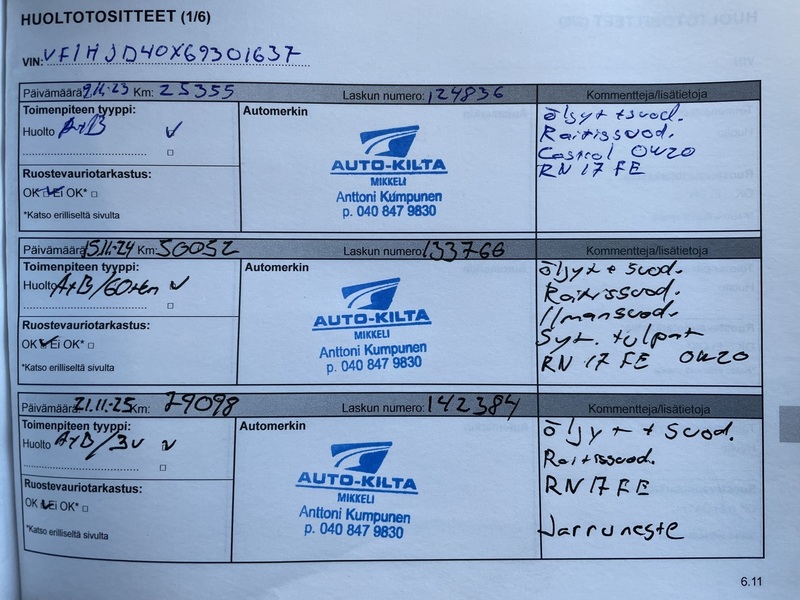 HUOLTOTOSITTEET (1/6)
VIN: VF1HJD40X69301637
Päivämäärä 9.11.-23 Km: 25355 Laskun numero: 124836 Kommentteja/lisätietoja
Toimenpiteen tyyppi: Automerkin
Huolto A+B ✓
öljyt + suod.
Raitissuod.
Castrol 0W20
RN 17 FE
AUTO-KILTA
MIKKELI
Anttoni Kumpunen
p. 040 847 9830
Ruostevauriotarkastus:
OK ✓ Ei OK*
*Katso erilliseltä sivulta
Päivämäärä 15.11.-24 Km: 50052 Laskun numero: 133766 Kommentteja/lisätietoja
Toimenpiteen tyyppi: Automerkin
Huolto A+B/60tkm ✓
öljyt + suod.
Raitissuod.
Ilmansuod.
Syt. tulpat
RN 17 FE 0W20
AUTO-KILTA
MIKKELI
Anttoni Kumpunen
p. 040 847 9830
Ruostevauriotarkastus:
OK ✓ Ei OK*
*Katso erilliseltä sivulta
Päivämäärä 21.11.-25 Km: 79098 Laskun numero: 142384 Kommentteja/lisätietoja
Toimenpiteen tyyppi: Automerkin
Huolto A+B/3v ✓
öljyt + suod.
Raitissuod.
RN 17 FE
Jarruneste
AUTO-KILTA
MIKKELI
Anttoni Kumpunen
p. 040 847 9830
Ruostevauriotarkastus:
OK ✓ Ei OK*
*Katso erilliseltä sivulta
6.11